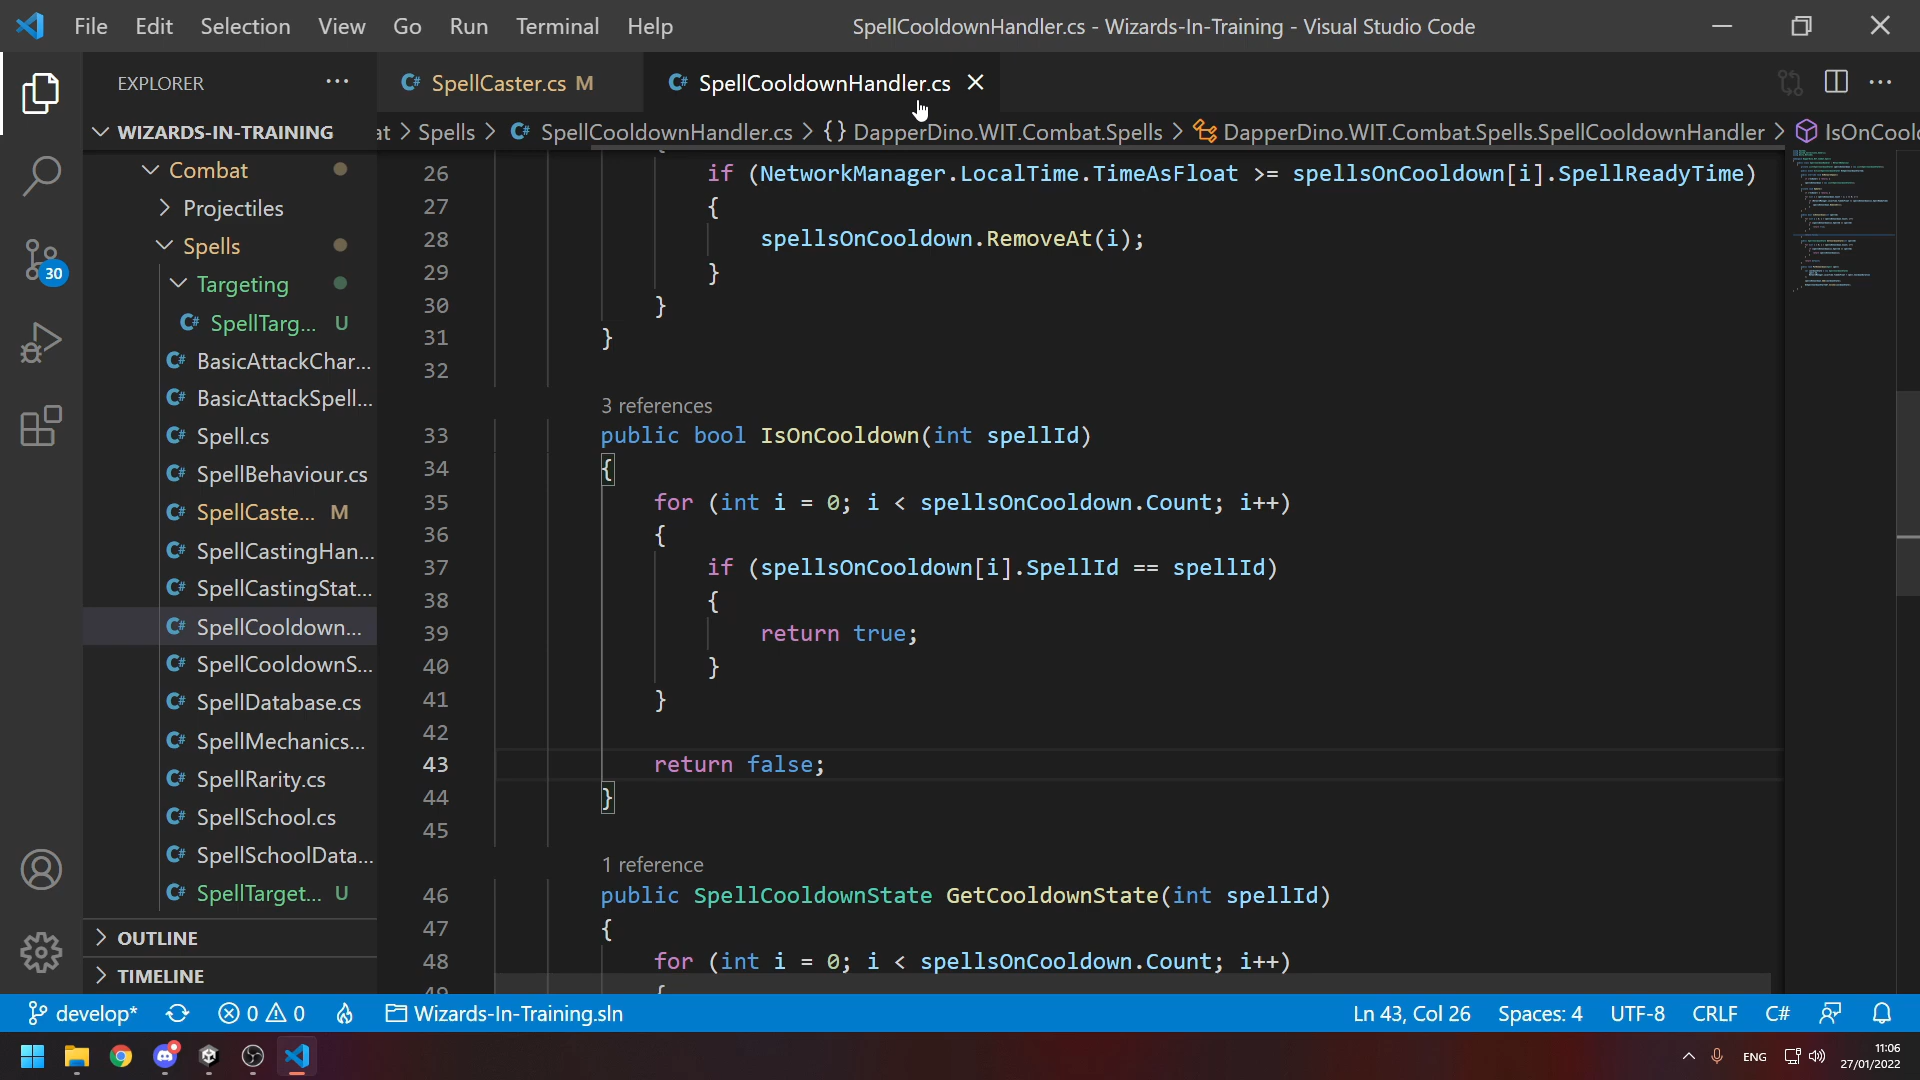 File Edit Selection View Go Run Terminal Help
SpellCooldownHandler.cs - Wizards-In-Training - Visual Studio Code
EXPLORER
SpellCaster.cs M
SpellCooldownHandler.cs
WIZARDS-IN-TRAINING
at > Spells > SpellCooldownHandler.cs > {} DapperDino.WIT.Combat.Spells > DapperDino.WIT.Combat.Spells.SpellCooldownHandler > IsOnCool
Combat
Projectiles
Spells
Targeting
SpellTarg... U
BasicAttackChar...
BasicAttackSpell...
Spell.cs
SpellBehaviour.cs
SpellCaste... M
SpellCastingHan...
SpellCastingStat...
SpellCooldown...
SpellCooldownS...
SpellDatabase.cs
SpellMechanics...
SpellRarity.cs
SpellSchool.cs
SpellSchoolData...
SpellTarget... U
OUTLINE
TIMELINE
30
26 if (NetworkManager.LocalTime.TimeAsFloat >= spellsOnCooldown[i].SpellReadyTime)
27 {
28 spellsOnCooldown.RemoveAt(i);
29 }
30 }
31 }
32
3 references
33 public bool IsOnCooldown(int spellId)
34 {
35 for (int i = 0; i < spellsOnCooldown.Count; i++)
36 {
37 if (spellsOnCooldown[i].SpellId == spellId)
38 {
39 return true;
40 }
41 }
42
43 return false;
44 }
45
1 reference
46 public SpellCooldownState GetCooldownState(int spellId)
47 {
48 for (int i = 0; i < spellsOnCooldown.Count; i++)
49 {
develop* 0 0 Wizards-In-Training.sln Ln 43, Col 26 Spaces: 4 UTF-8 CRLF C#
ENG
11:06
27/01/2022